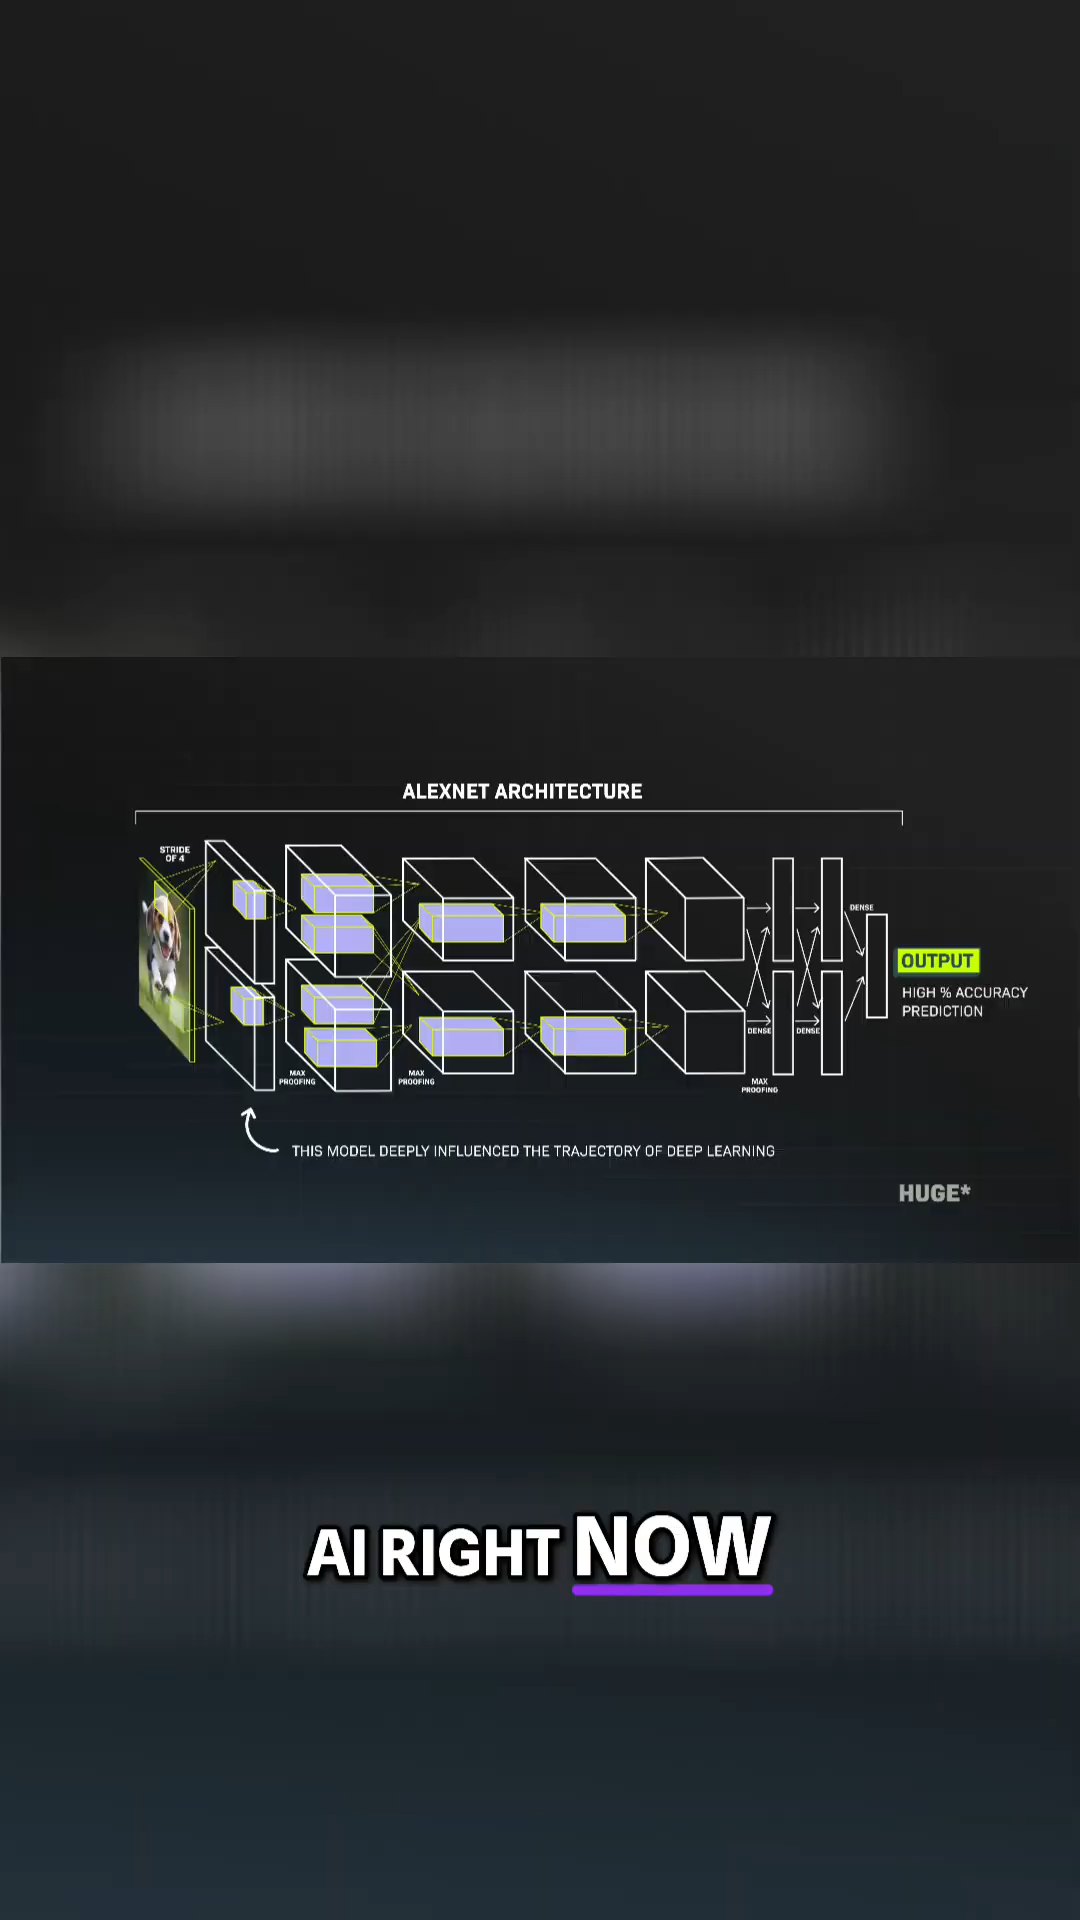 ALEXNET ARCHITECTURE
STRIDE
OF 4
DENSE
OUTPUT
HIGH % ACCURACY
PREDICTION
DENSE
DENSE
MAX
PROOFING
MAX
PROOFING
MAX
PROOFING
THIS MODEL DEEPLY INFLUENCED THE TRAJECTORY OF DEEP LEARNING
HUGE*
AI RIGHT NOW